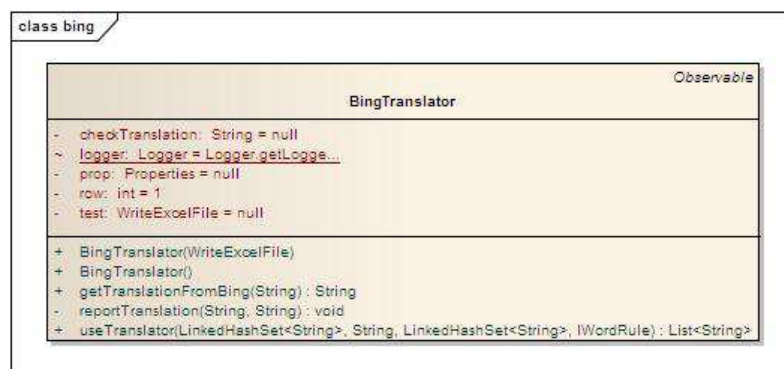 class bing
Observable
BingTranslator
- checkTranslation: String = null
~ logger: Logger = Logger.getLogge...
- prop: Properties = null
- row: int = 1
- test: WriteExcelFile = null
+ BingTranslator(WriteExcelFile)
+ BingTranslator()
+ getTranslationFromBing(String) : String
- reportTranslation(String, String) : void
+ useTranslator(LinkedHashSet<String>, String, LinkedHashSet<String>, IWordRule) : List<String>